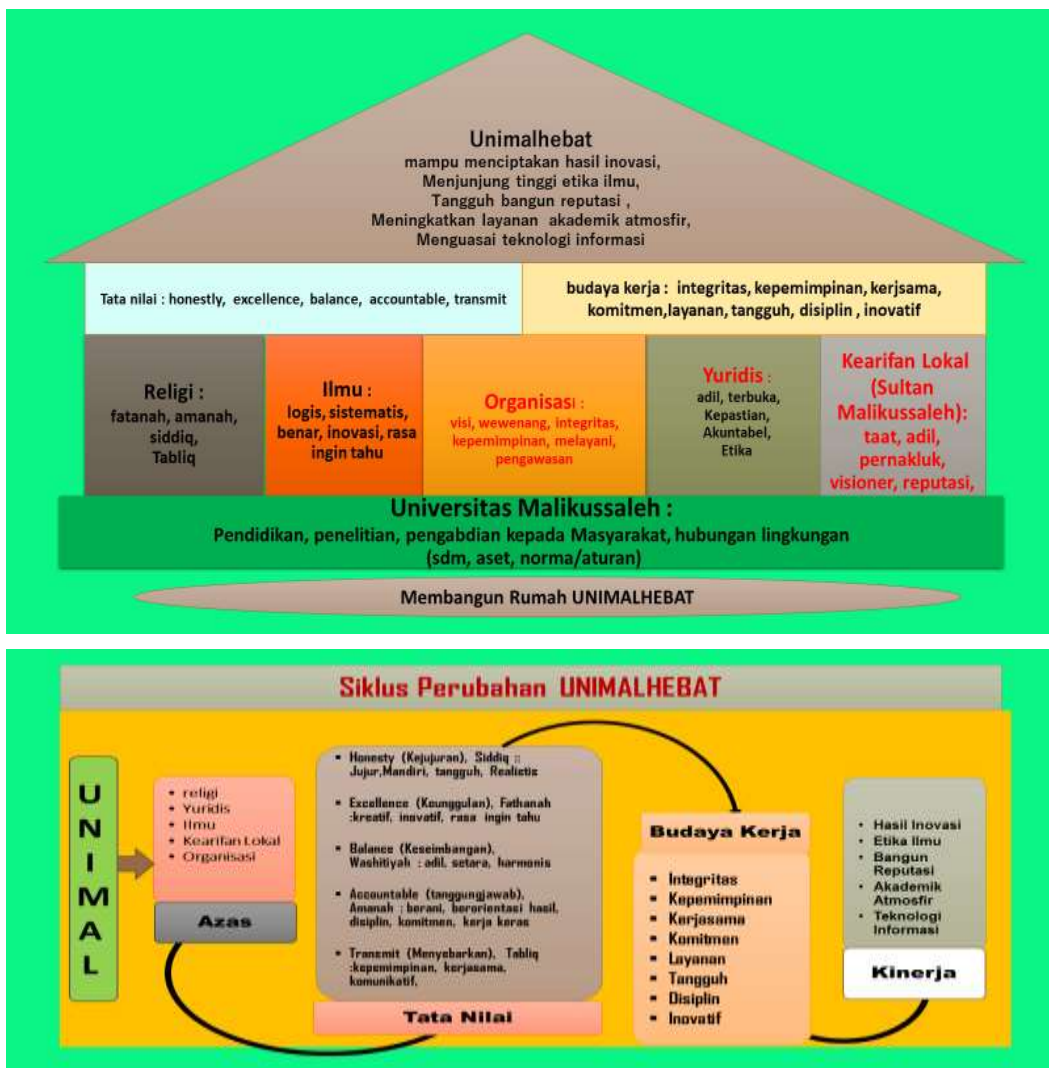 Unimalhebat
mampu menciptakan hasil inovasi,
Menjunjung tinggi etika ilmu,
Tangguh bangun reputasi ,
Meningkatkan layanan akademik atmosfir,
Menguasai teknologi informasi
Tata nilai : honestly, excellence, balance, accountable, transmit
budaya kerja : integritas, kepemimpinan, kerjsama,
komitmen,layanan, tangguh, disiplin , inovatif
Religi :
fatanah, amanah,
siddiq,
Tabliq
Ilmu :
logis, sistematis,
benar, inovasi, rasa
ingin tahu
Organisasi :
visi, wewenang, integritas,
kepemimpinan, melayani,
pengawasan
Yuridis :
adil, terbuka,
Kepastian,
Akuntabel,
Etika
Kearifan Lokal
(Sultan
Malikussaleh):
taat, adil,
pernakluk,
visioner, reputasi,
Universitas Malikussaleh :
Pendidikan, penelitian, pengabdian kepada Masyarakat, hubungan lingkungan
(sdm, aset, norma/aturan)
Membangun Rumah UNIMALHEBAT
Siklus Perubahan UNIMALHEBAT
UNIMAL
• religi
• Yuridis
• Ilmu
• Kearifan Lokal
• Organisasi
Azas
▪ Honesty (Kejujuran), Siddiq ::
Jujur,Mandiri, tangguh, Realistis
▪ Excellence (Keunggulan), Fathanah
:kreatif, inovatif, rasa ingin tahu
▪ Balance (Keseimbangan),
Washitiyah : adil, setara, harmonis
▪ Accountable (tanggungjawab),
Amanah : berani, berorientasi hasil,
disiplin, komitmen, kerja keras
▪ Transmit (Menyebarkan), Tabliq
:kepemimpinan, kerjasama,
komunikatif,
Tata Nilai
Budaya Kerja
▪ Integritas
▪ Kepemimpinan
▪ Kerjasama
▪ Komitmen
▪ Layanan
▪ Tangguh
▪ Disiplin
▪ Inovatif
• Hasil Inovasi
• Etika Ilmu
• Bangun
Reputasi
• Akademik
Atmosfir
• Teknologi
Informasi
Kinerja